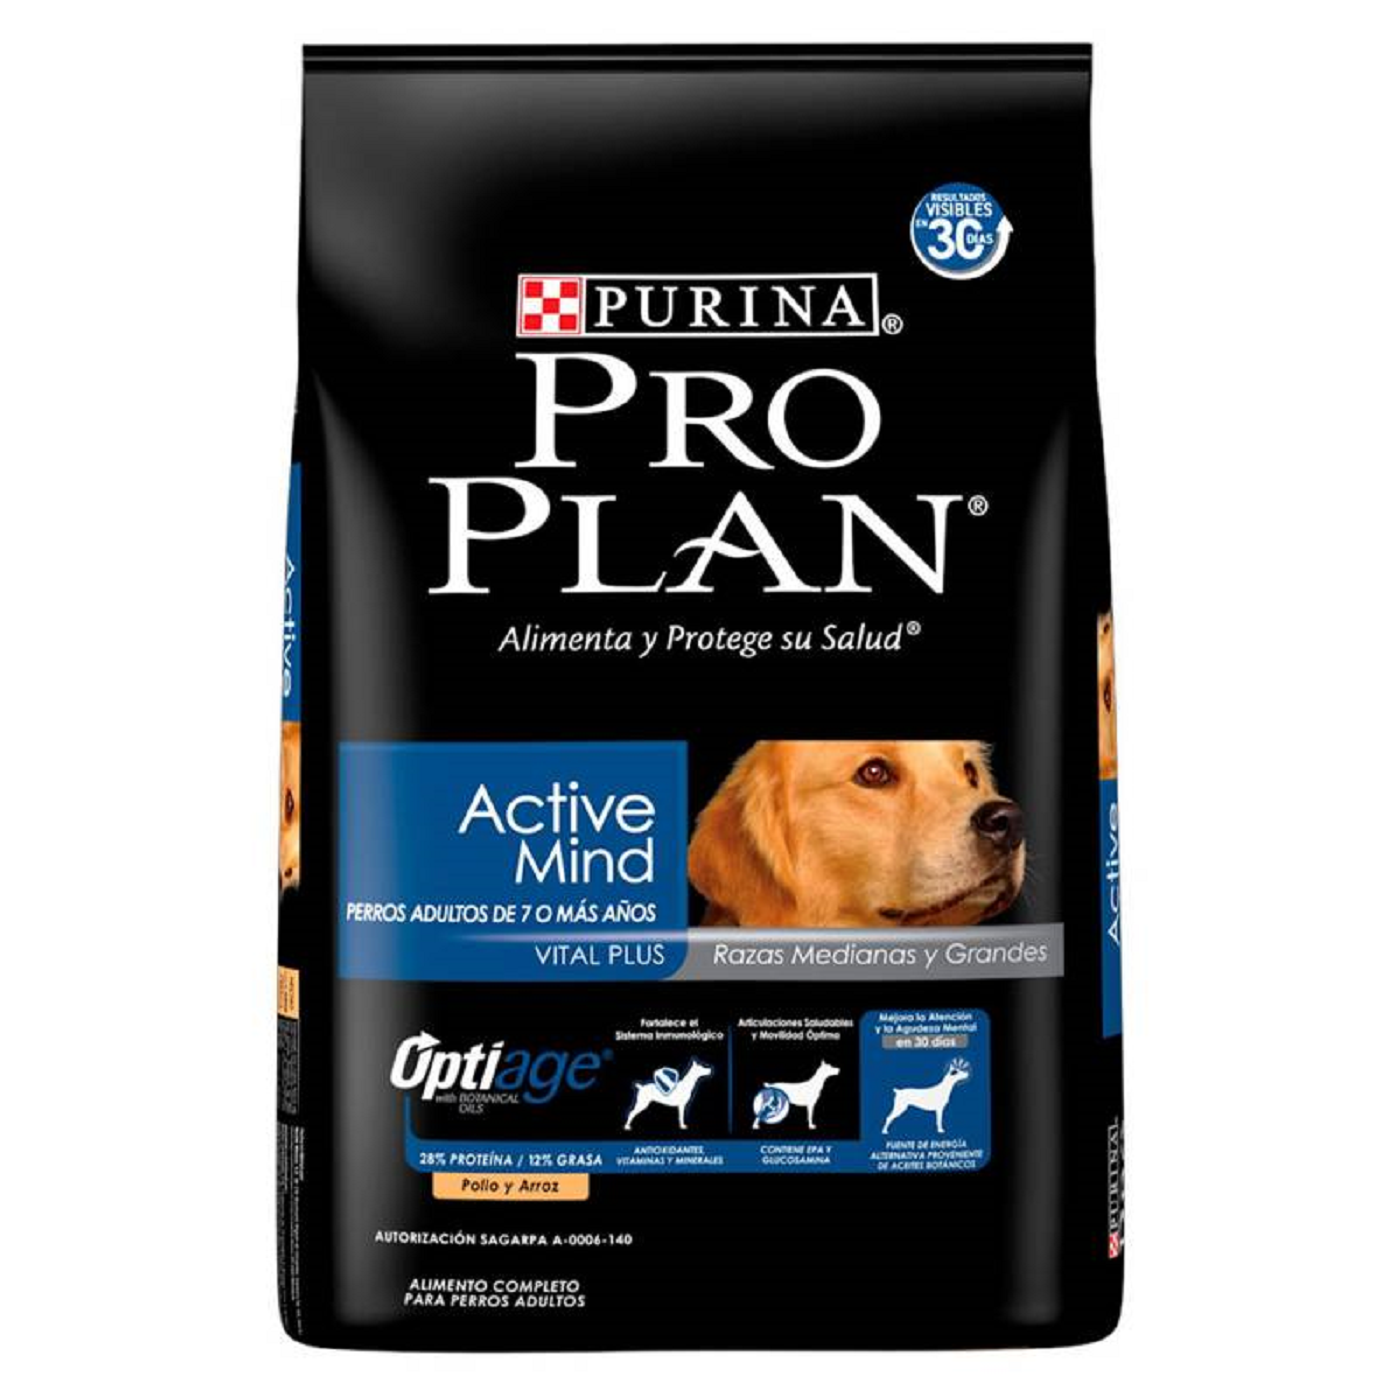 RESULTADOS
VISIBLES
EN 30 DÍAS
PURINA®
PRO
PLAN®
Alimenta y Protege su Salud®
Active
Mind
PERROS ADULTOS DE 7 O MÁS AÑOS
VITAL PLUS
Razas Medianas y Grandes
Optiage®
with BOTANICAL
OILS
Fortalece el
Sistema Inmunológico
Articulaciones Saludables
y Movilidad Óptima
Mejora la Atención
y la Agudeza Mental
en 30 días
28% PROTEÍNA / 12% GRASA
ANTIOXIDANTES,
VITAMINAS Y MINERALES
CONTIENE EPA Y
GLUCOSAMINA
FUENTE DE ENERGÍA
ALTERNATIVA PROVENIENTE
DE ACEITES BOTÁNICOS
Pollo y Arroz
AUTORIZACIÓN SAGARPA A-0006-140
ALIMENTO COMPLETO
PARA PERROS ADULTOS
Active
Active
PURINA